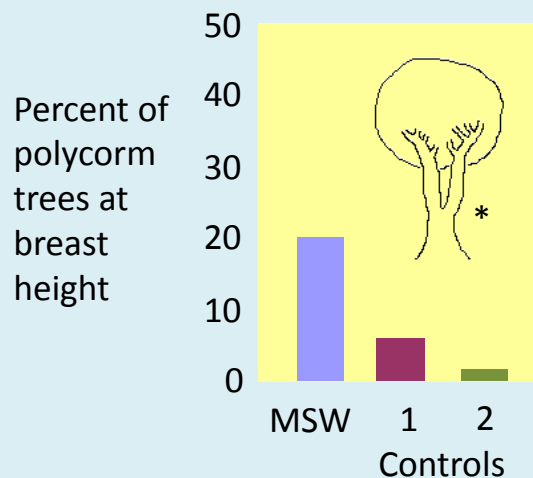 Percent of
polycorm
trees at
breast
height
50
40
30
20
10
0
*
MSW 1 2
Controls